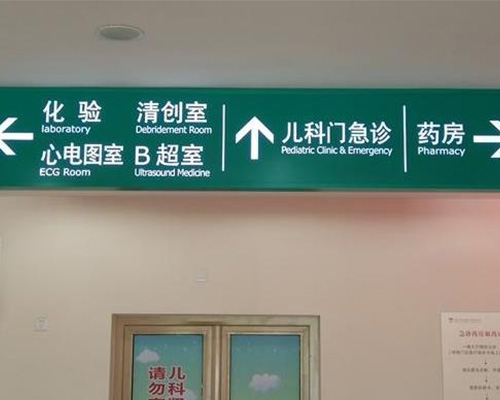 化验 清创室
laboratory Debridement Room
心电图室 B超室
ECG Room Ultrasound Medicine
儿科门急诊
Pediatric Clinic & Emergency
药房
Pharmacy
儿科
请勿